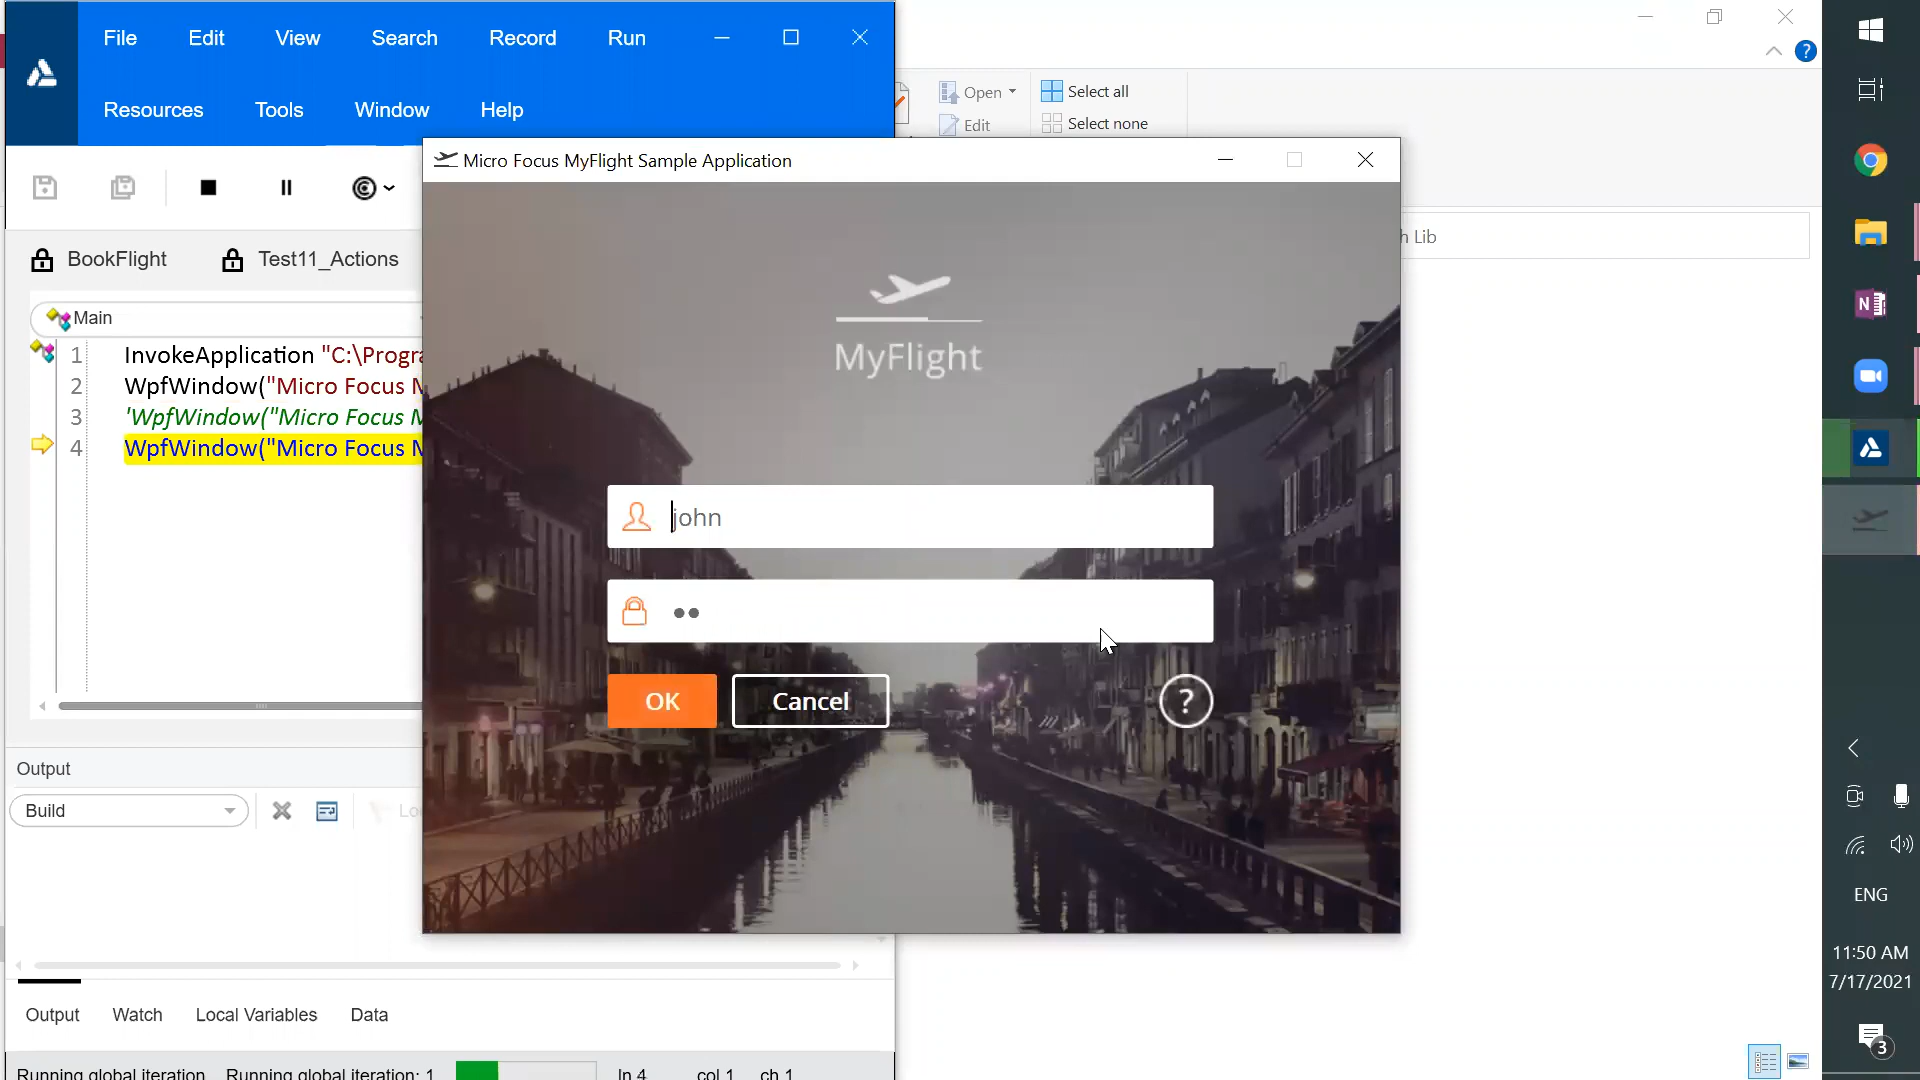 File Edit View Search Record Run
Resources Tools Window Help
Open
Select all
Edit
Select none
Micro Focus MyFlight Sample Application
BookFlight
Test11_Actions
h Lib
Main
1 InvokeApplication "C:\Progra
2 WpfWindow("Micro Focus M
3 'WpfWindow("Micro Focus M
4 WpfWindow("Micro Focus M
MyFlight
john
OK Cancel ?
Output
Build
Output Watch Local Variables Data
Running global iteration Running global iteration: 1 ln 4 col 1 ch 1
ENG
11:50 AM
7/17/2021
3